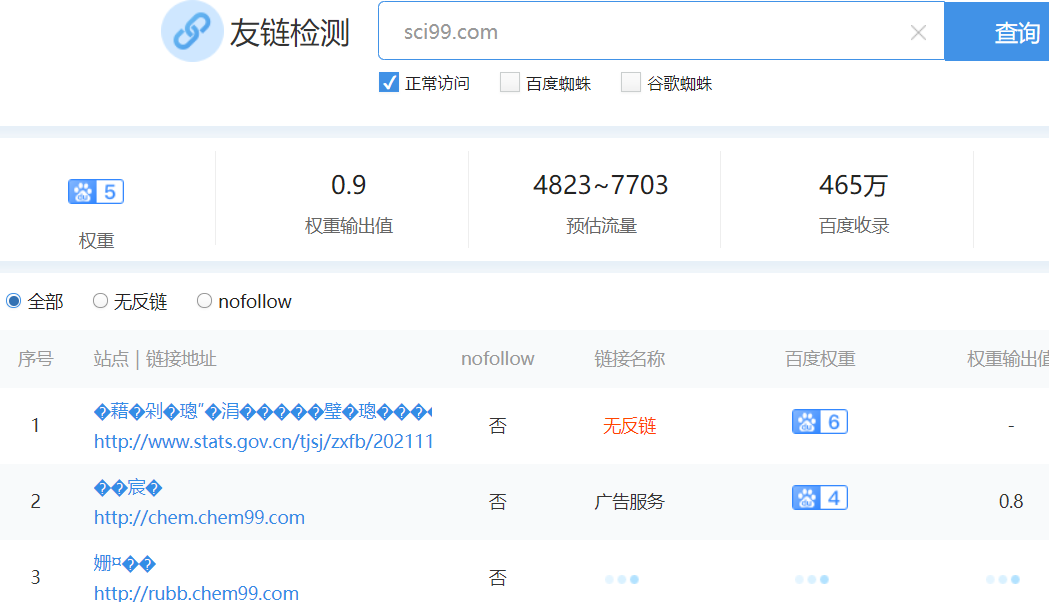 友链检测
sci99.com
查询
正常访问 百度蜘蛛 谷歌蜘蛛
5 0.9 4823~7703 465万
权重 权重输出值 预估流量 百度收录
全部 无反链 nofollow
序号 站点 | 链接地址 nofollow 链接名称 百度权重 权重输出值
1 �藉�剁�璁″�涓�����璧�璁���� 否 无反链 6 -
http://www.stats.gov.cn/tjsj/zxfb/202111
2 ��宸� 否 广告服务 4 0.8
http://chem.chem99.com
3 姗¤�� 否
http://rubb.chem99.com